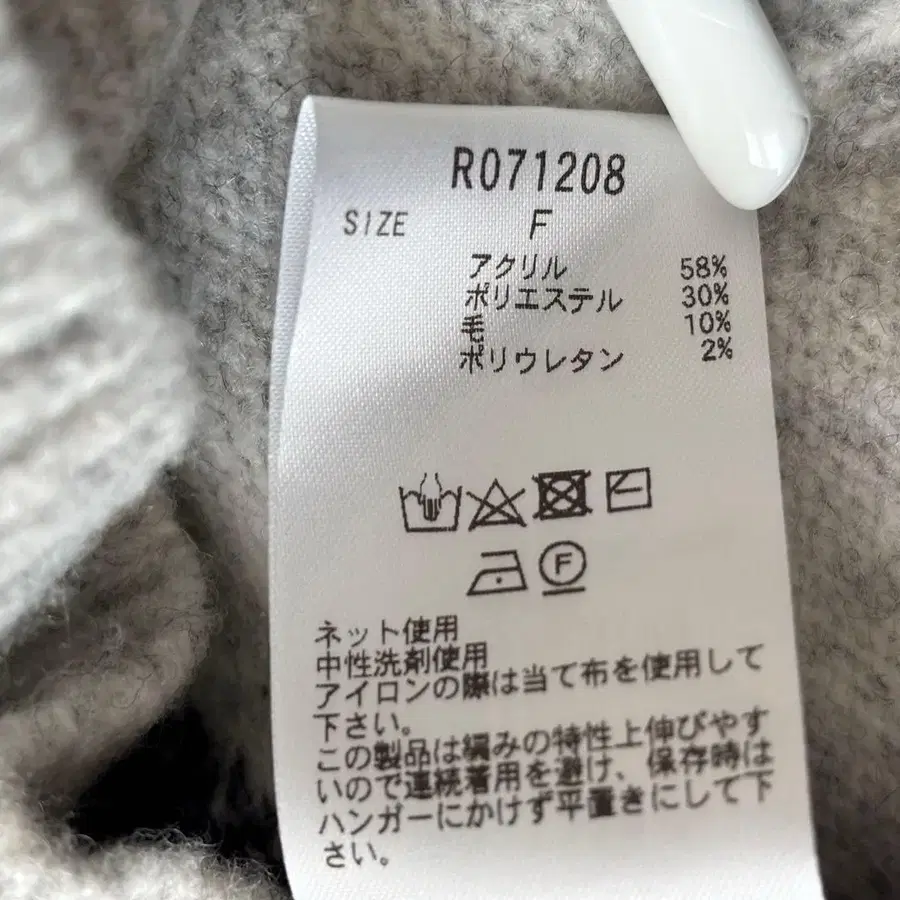 R071208
SIZE F
アクリル 58%
ポリエステル 30%
毛 10%
ポリウレタン 2%
F
ネット使用
中性洗剤使用
アイロンの際は当て布を使用して
下さい。
この製品は編みの特性上伸びやす
いので連続着用を避け、保存時は
ハンガーにかけず平置きにして下
さい。